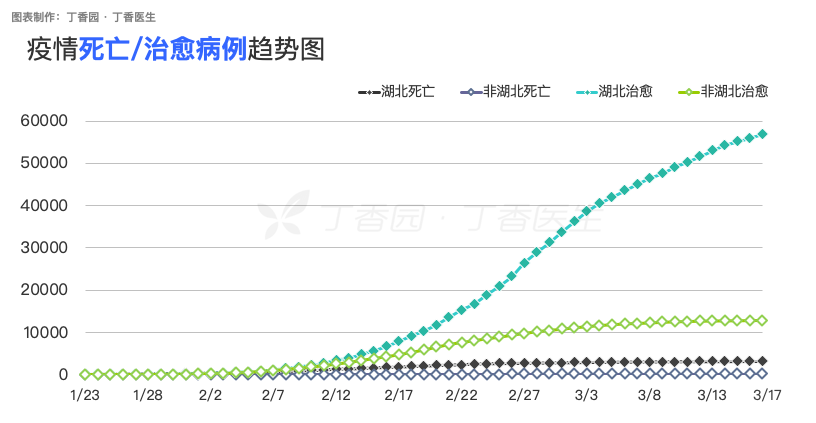 图表制作：丁香园 · 丁香医生
疫情死亡/治愈病例趋势图
湖北死亡 非湖北死亡 湖北治愈 非湖北治愈
60000
50000
40000
30000
20000
10000
0
丁香园 · 丁香医生
1/23 1/28 2/2 2/7 2/12 2/17 2/22 2/27 3/3 3/8 3/13 3/17